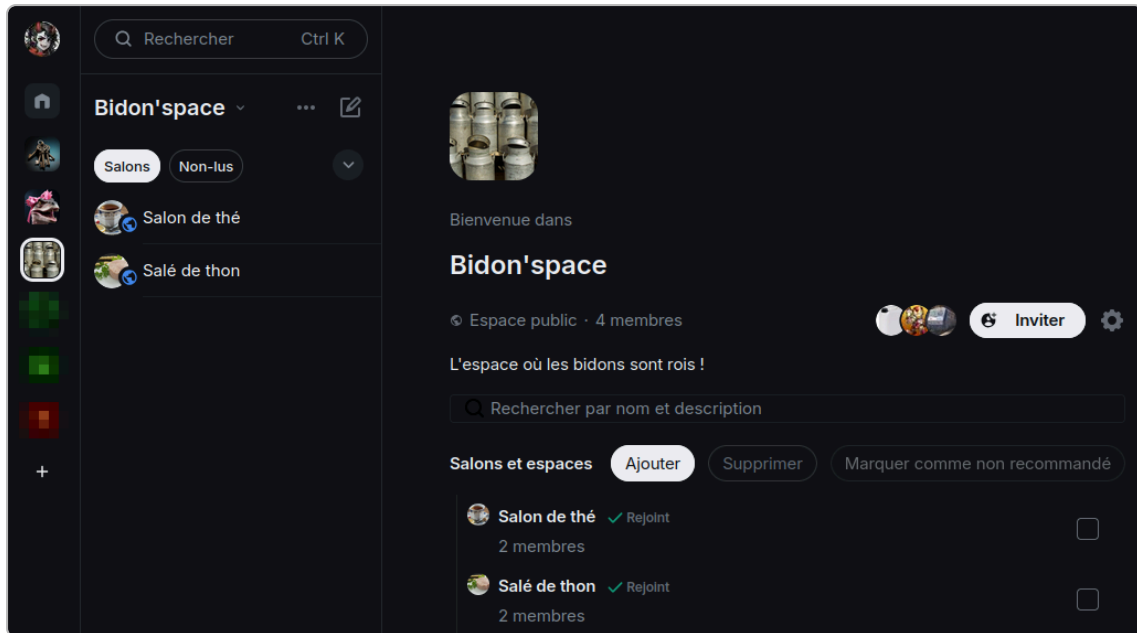 Rechercher Ctrl K
Bidon'space
Salons Non-lus
Salon de thé
Salé de thon
Bienvenue dans
Bidon'space
Espace public · 4 membres
Inviter
L'espace où les bidons sont rois !
Rechercher par nom et description
Salons et espaces Ajouter Supprimer Marquer comme non recommandé
Salon de thé Rejoint
2 membres
Salé de thon Rejoint
2 membres